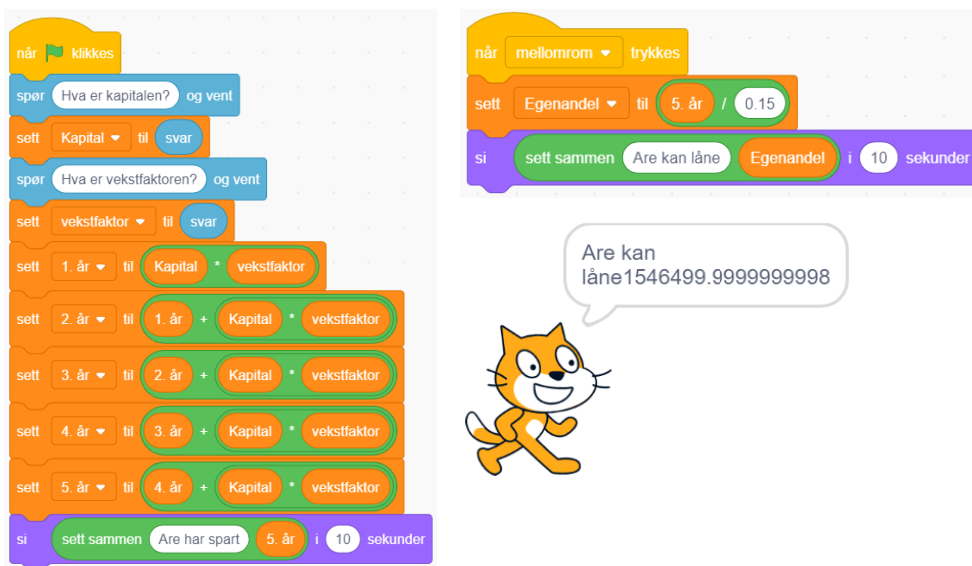 når klikkes
spør Hva er kapitalen? og vent
sett Kapital til svar
spør Hva er vekstfaktoren? og vent
sett vekstfaktor til svar
sett 1. år til Kapital * vekstfaktor
sett 2. år til 1. år + Kapital * vekstfaktor
sett 3. år til 2. år + Kapital * vekstfaktor
sett 4. år til 3. år + Kapital * vekstfaktor
sett 5. år til 4. år + Kapital * vekstfaktor
si sett sammen Are har spart 5. år i 10 sekunder
når mellomrom trykkes
sett Egenandel til 5. år / 0.15
si sett sammen Are kan låne Egenandel i 10 sekunder
Are kan
låne1546499.9999999998